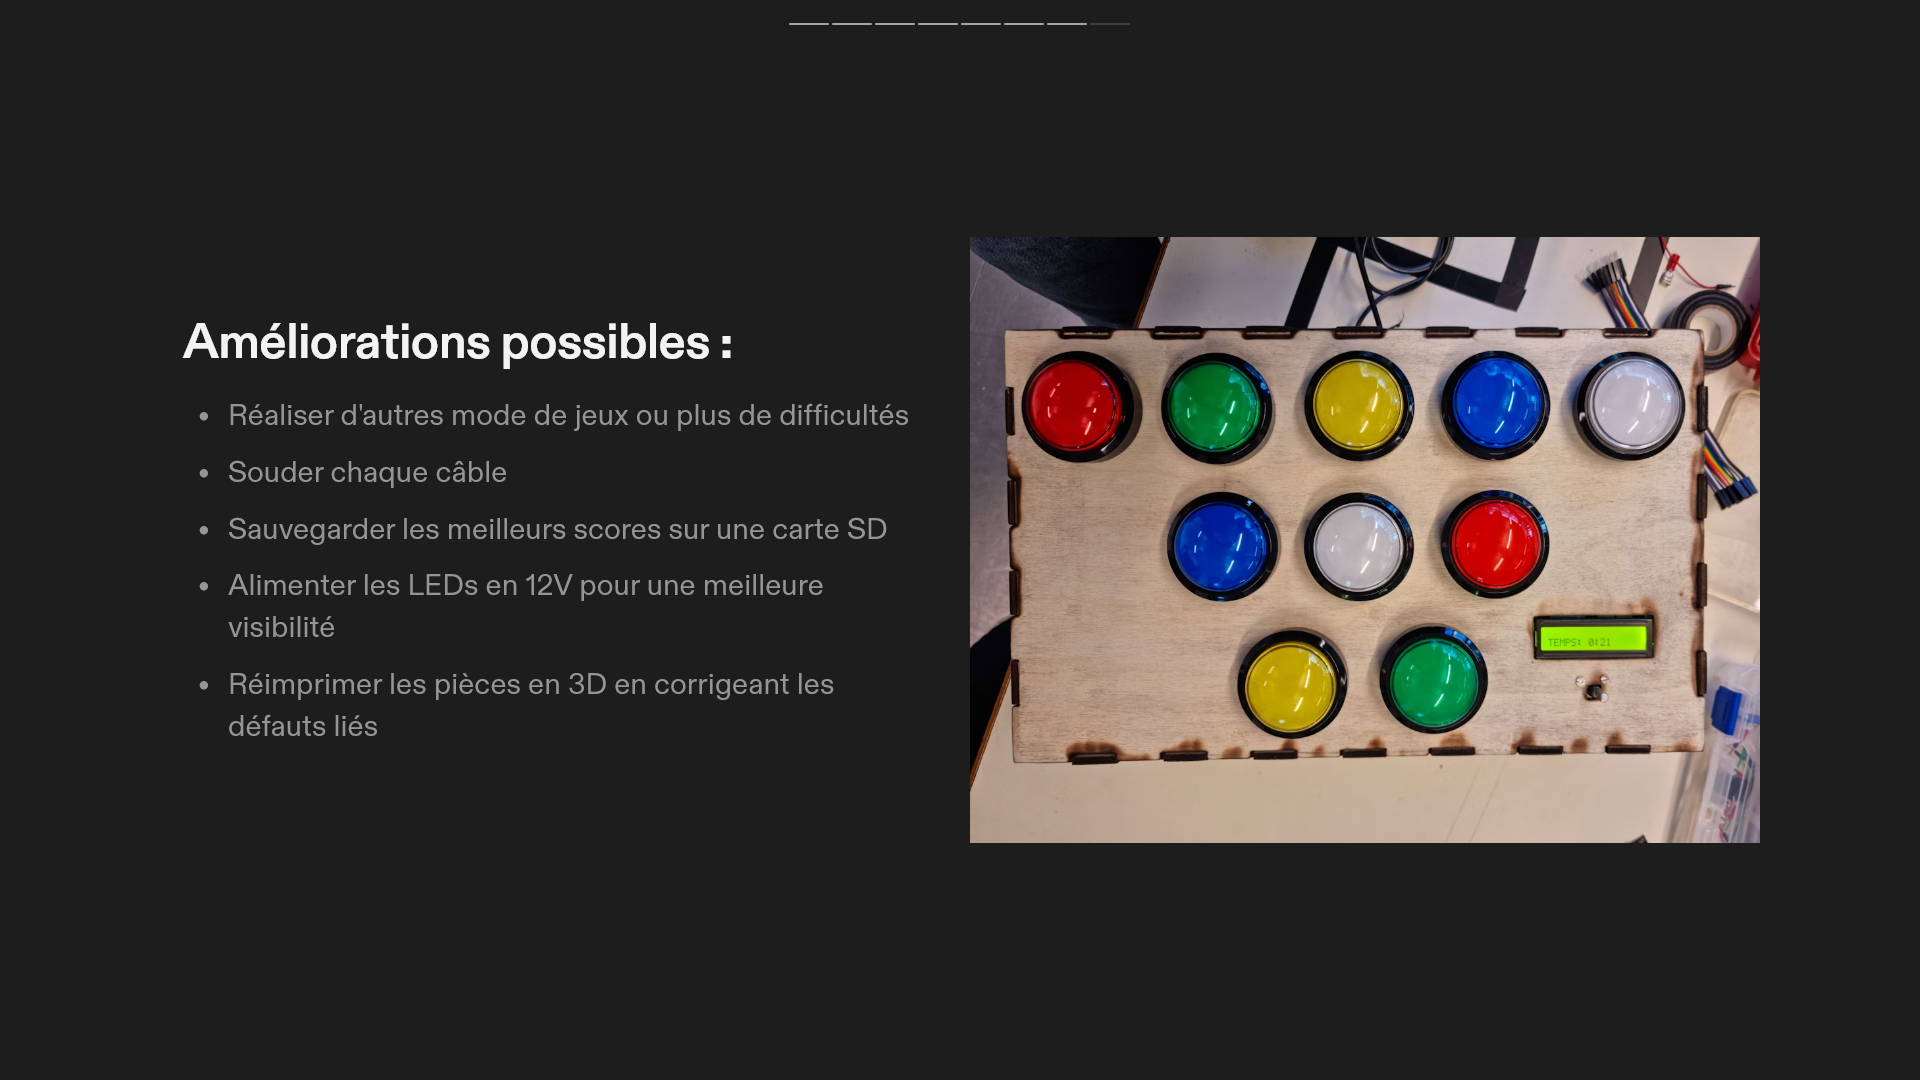 Améliorations possibles :
Réaliser d'autres mode de jeux ou plus de difficultés
Souder chaque câble
Sauvegarder les meilleurs scores sur une carte SD
Alimenter les LEDs en 12V pour une meilleure
visibilité
Réimprimer les pièces en 3D en corrigeant les
défauts liés
TEMPS: 0:21